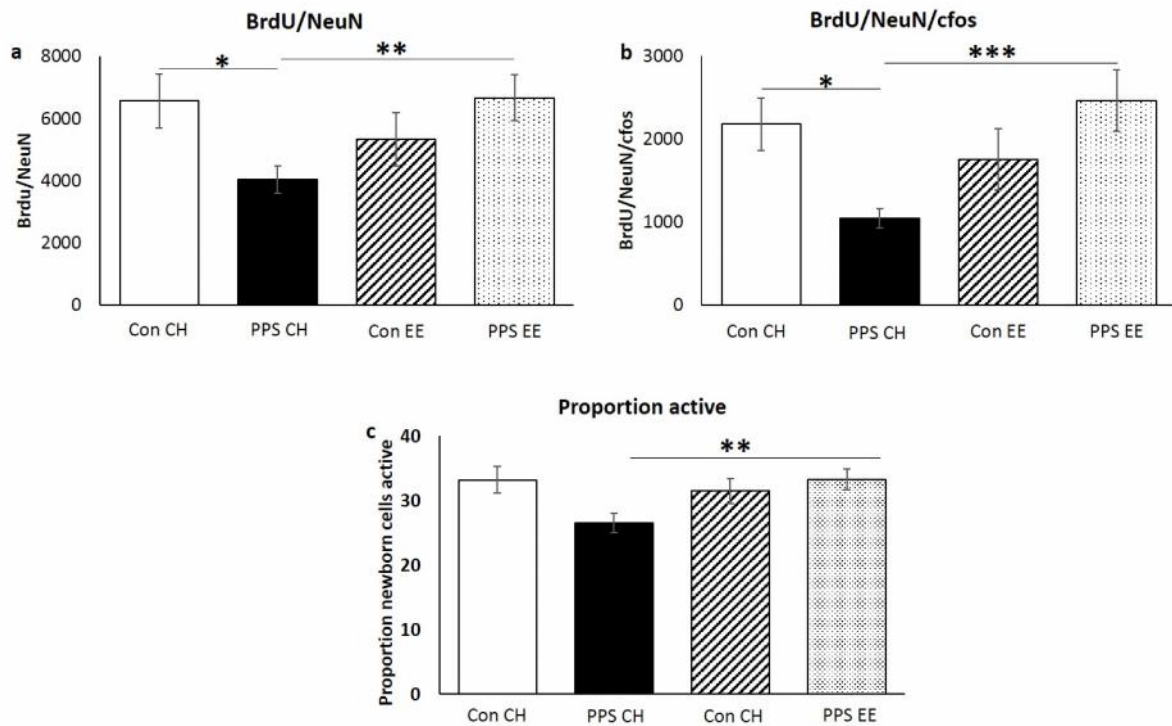 BrdU/NeuN
a
8000
6000
4000
2000
0
Brdu/NeuN
*
**
Con CH PPS CH Con EE PPS EE
BrdU/NeuN/cfos
b
3000
2000
1000
0
BrdU/NeuN/cfos
*
***
Con CH PPS CH Con EE PPS EE
Proportion active
c
40
30
20
10
0
Proportion newborn cells active
**
Con CH PPS CH Con CH PPS EE